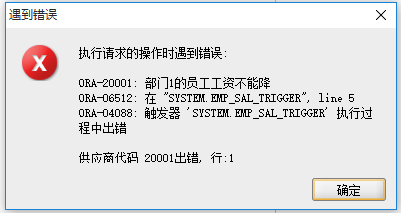 遇到错误
执行请求的操作时遇到错误:
ORA-20001: 部门1的员工工资不能降
ORA-06512: 在 "SYSTEM.EMP_SAL_TRIGGER", line 5
ORA-04088: 触发器 'SYSTEM.EMP_SAL_TRIGGER' 执行过
程中出错
供应商代码 20001出错, 行:1
确定